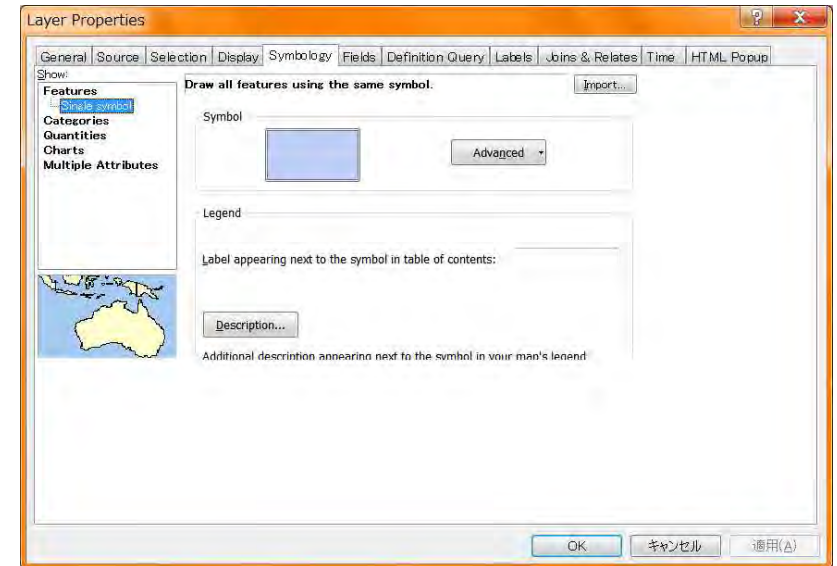 Layer Properties
General Source Selection Display Symbology Fields Definition Query Labels Joins & Relates Time HTML Popup
Show:
Features
Single symbol
Categories
Quantities
Charts
Multiple Attributes
Draw all features using the same symbol.
Import...
Symbol
Advanced
Legend
Label appearing next to the symbol in table of contents:
Description...
Additional description appearing next to the symbol in your map's legend
OK キャンセル 適用(A)